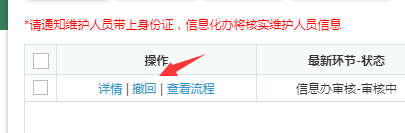 *请通知维护人员带上身份证，信息化办将核实维护人员信息
操作 最新环节-状态
详情 | 撤回 | 查看流程 信息办审核-审核中